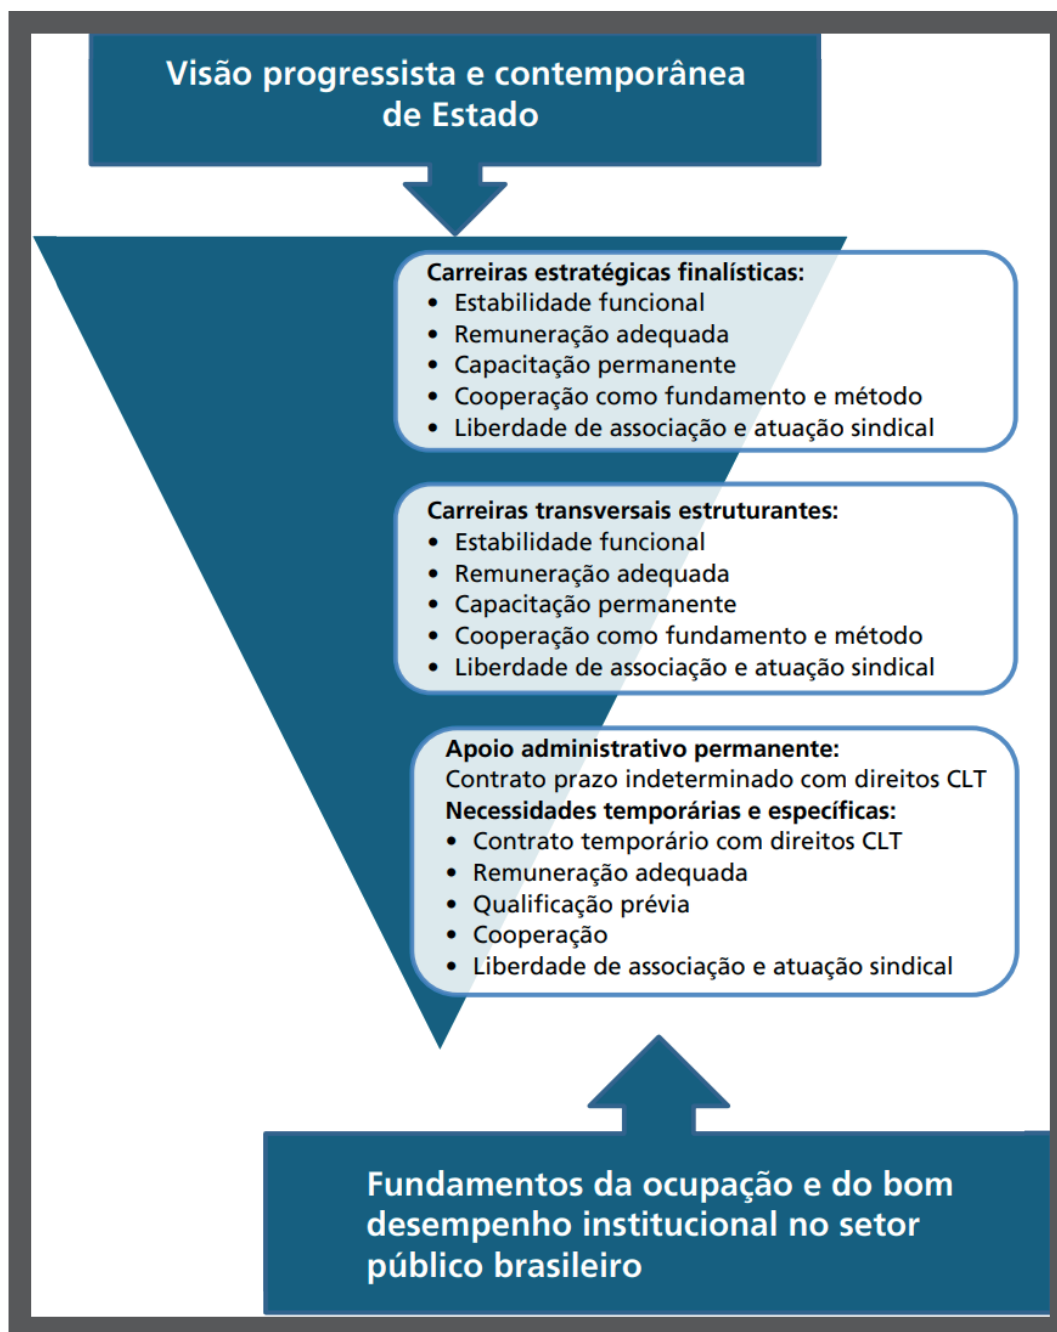 Visão progressista e contemporânea
de Estado
Carreiras estratégicas finalísticas:
• Estabilidade funcional
• Remuneração adequada
• Capacitação permanente
• Cooperação como fundamento e método
• Liberdade de associação e atuação sindical
Carreiras transversais estruturantes:
• Estabilidade funcional
• Remuneração adequada
• Capacitação permanente
• Cooperação como fundamento e método
• Liberdade de associação e atuação sindical
Apoio administrativo permanente:
Contrato prazo indeterminado com direitos CLT
Necessidades temporárias e específicas:
• Contrato temporário com direitos CLT
• Remuneração adequada
• Qualificação prévia
• Cooperação
• Liberdade de associação e atuação sindical
Fundamentos da ocupação e do bom
desempenho institucional no setor
público brasileiro